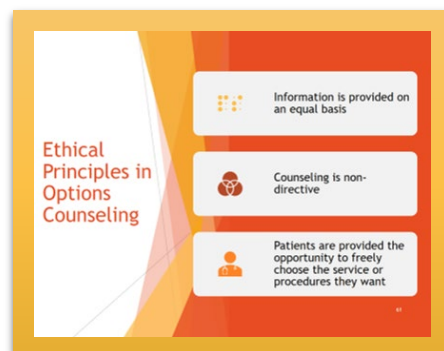 Ethical
Principles in
Options
Counseling
Information is provided on
an equal basis
Counseling is non-
directive
Patients are provided the
opportunity to freely
choose the service or
procedures they want